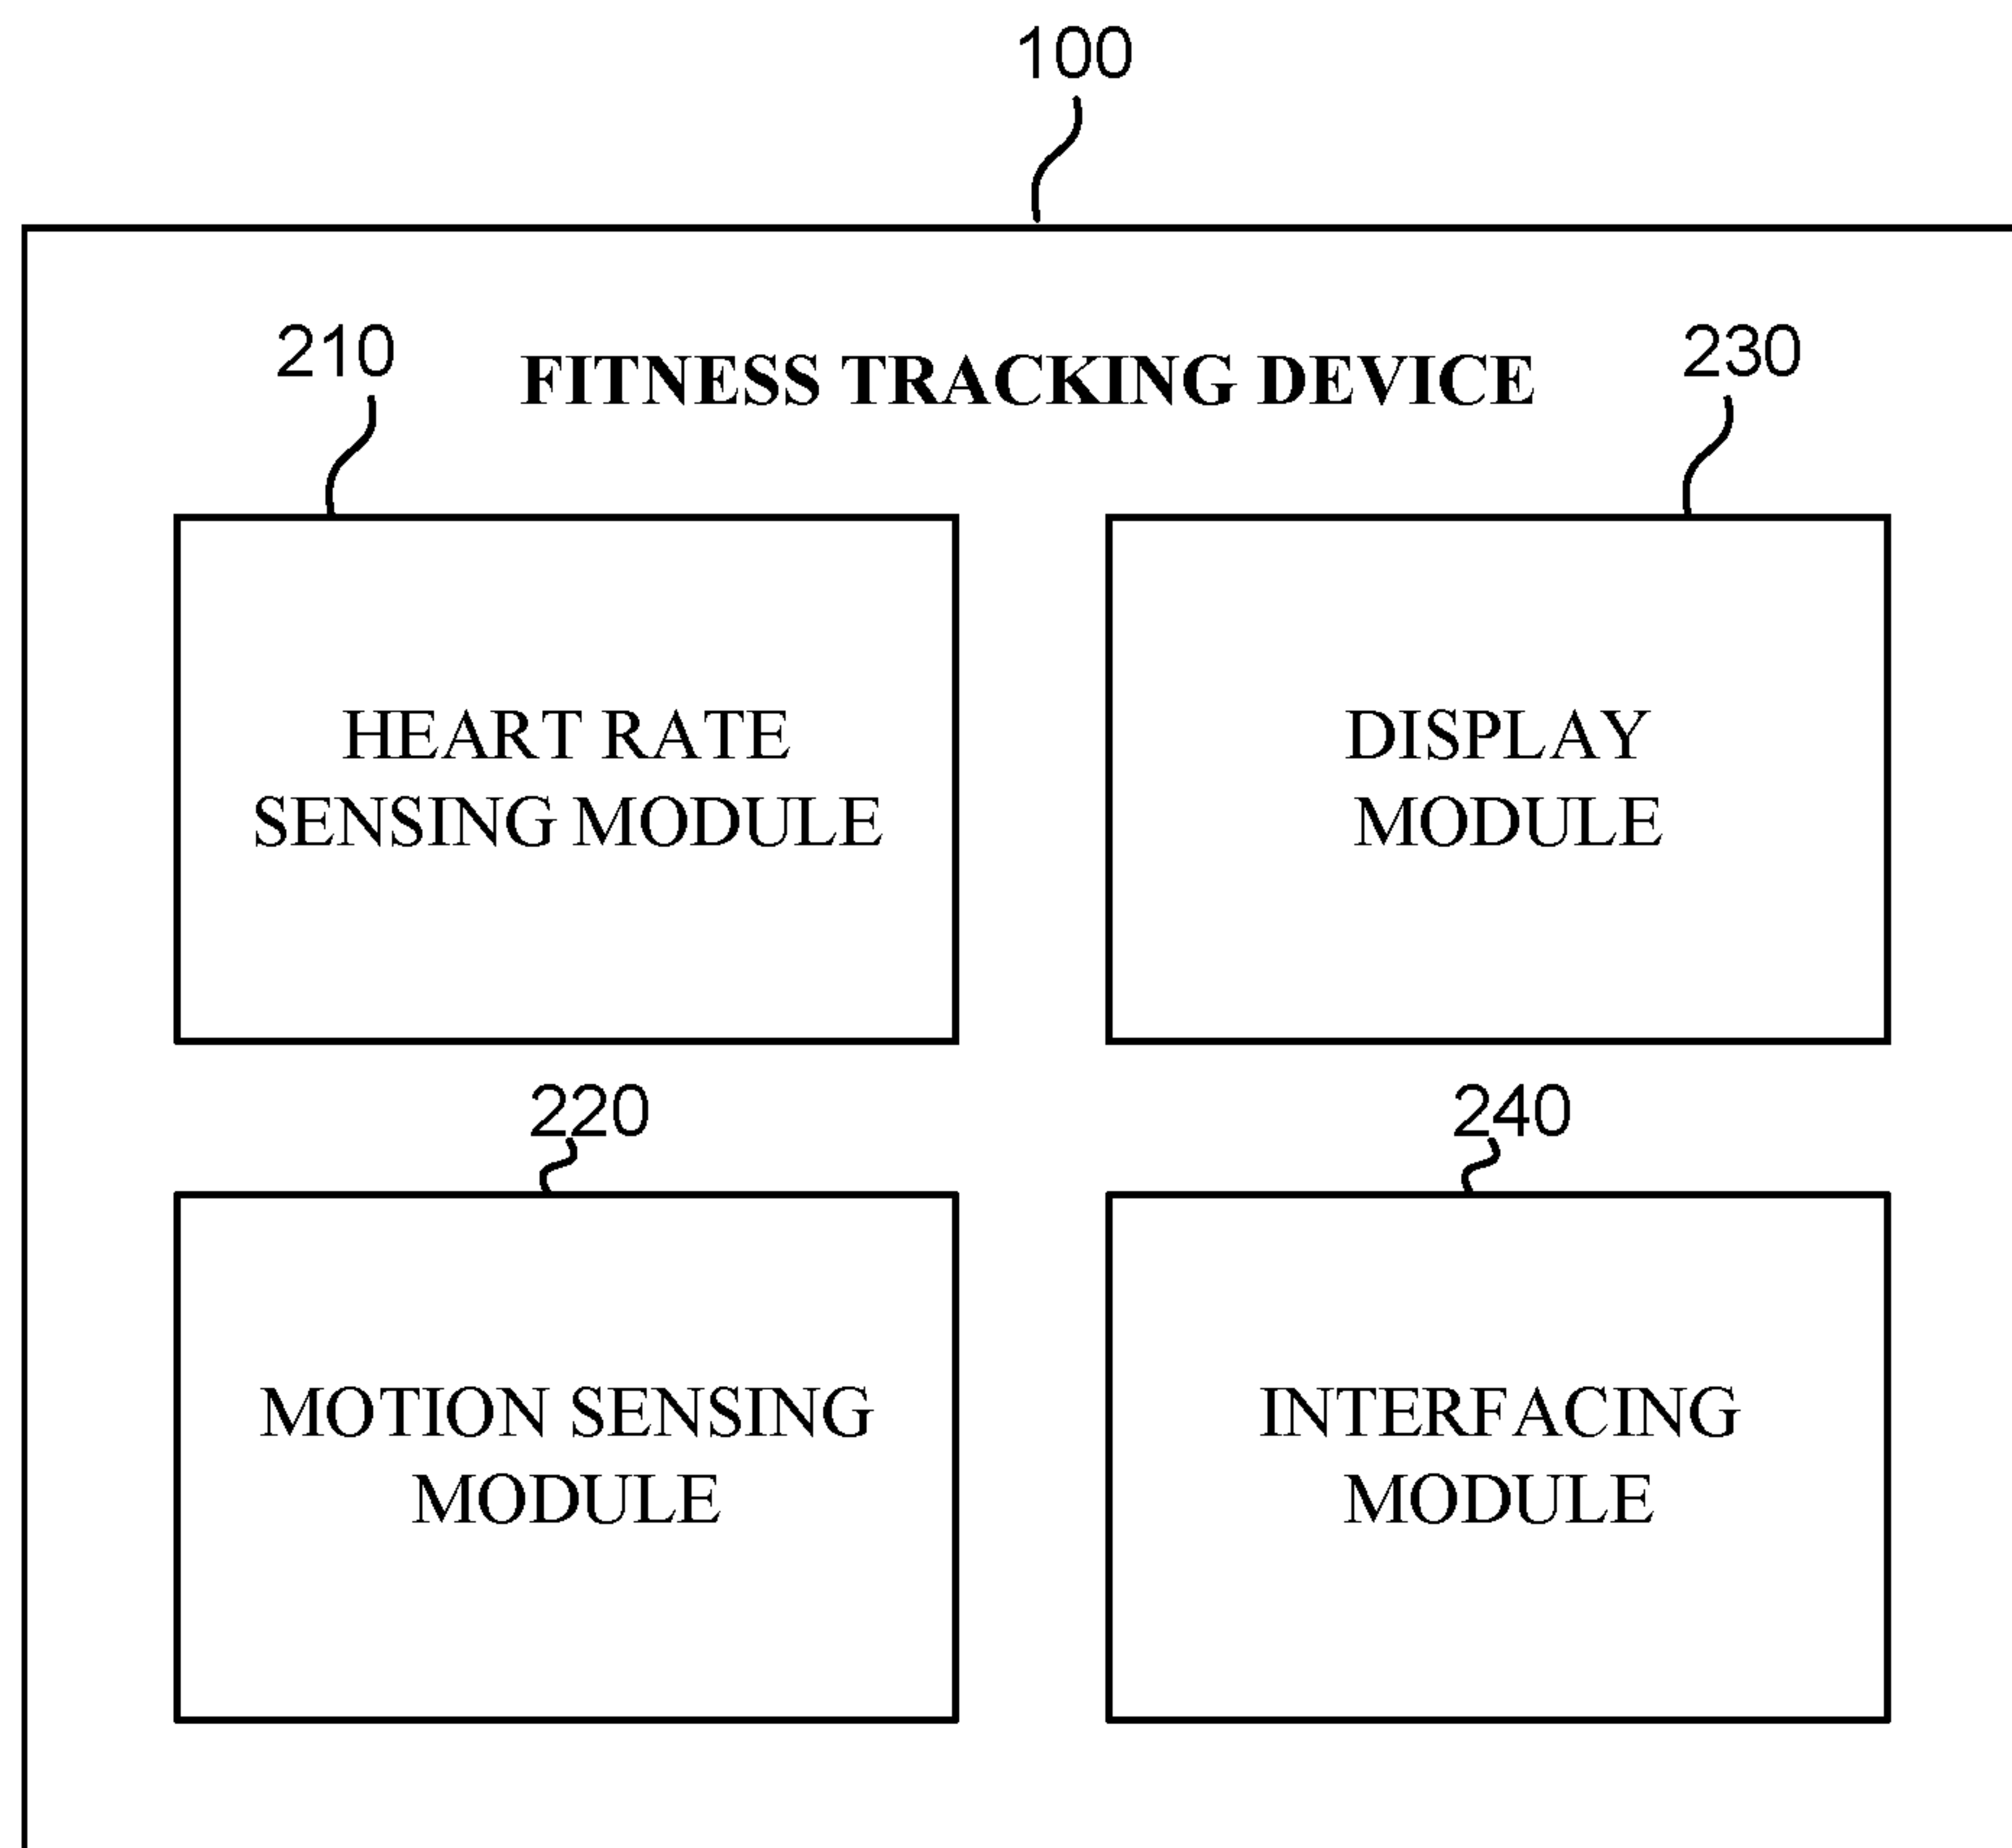 100
210
FITNESS TRACKING DEVICE
230
HEART RATE
SENSING MODULE
DISPLAY
MODULE
220
240
MOTION SENSING
MODULE
INTERFACING
MODULE